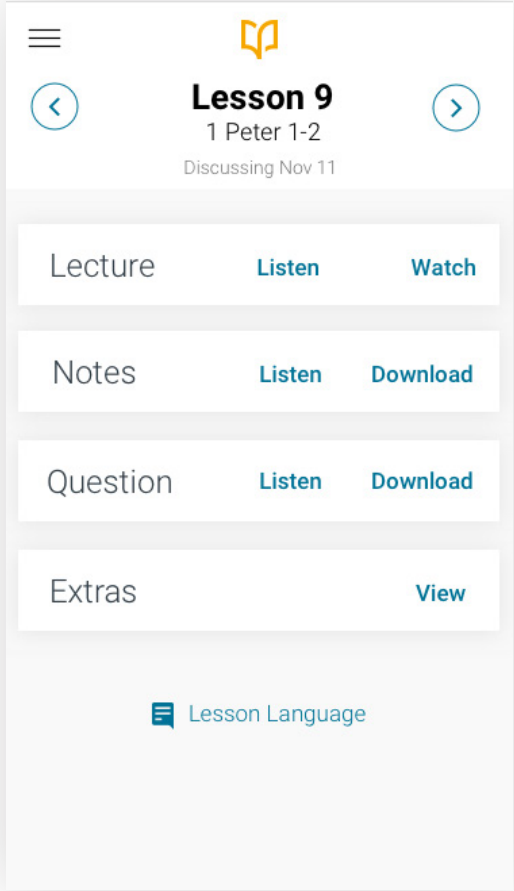 Lesson 9
1 Peter 1-2
Discussing Nov 11
Lecture Listen Watch
Notes Listen Download
Question Listen Download
Extras View
Lesson Language